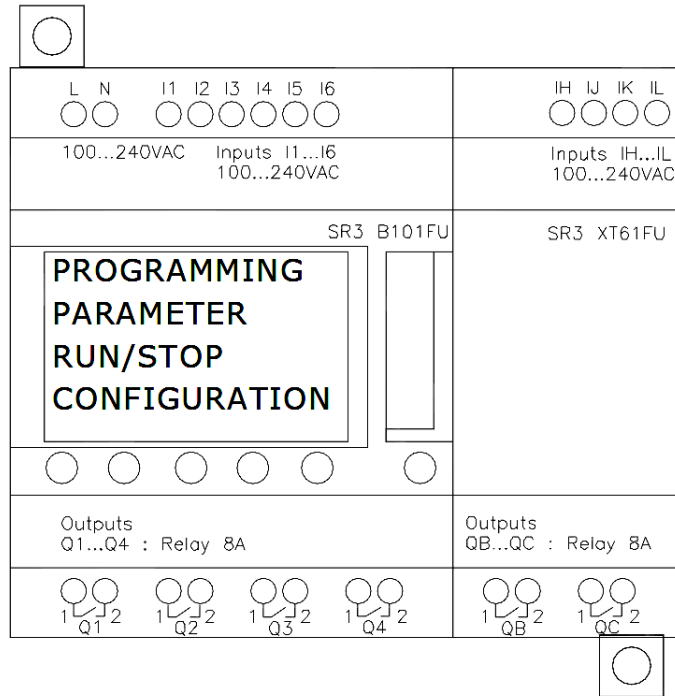 L N I1 I2 I3 I4 I5 I6 IH IJ IK IL
100...240VAC Inputs I1...I6 Inputs IH...IL
100...240VAC 100...240VAC
SR3 B101FU SR3 XT61FU
PROGRAMMING
PARAMETER
RUN/STOP
CONFIGURATION
Outputs Outputs
Q1...Q4 : Relay 8A QB...QC : Relay 8A
1 2 1 2 1 2 1 2 1 2 1 2
Q1 Q2 Q3 Q4 QB QC